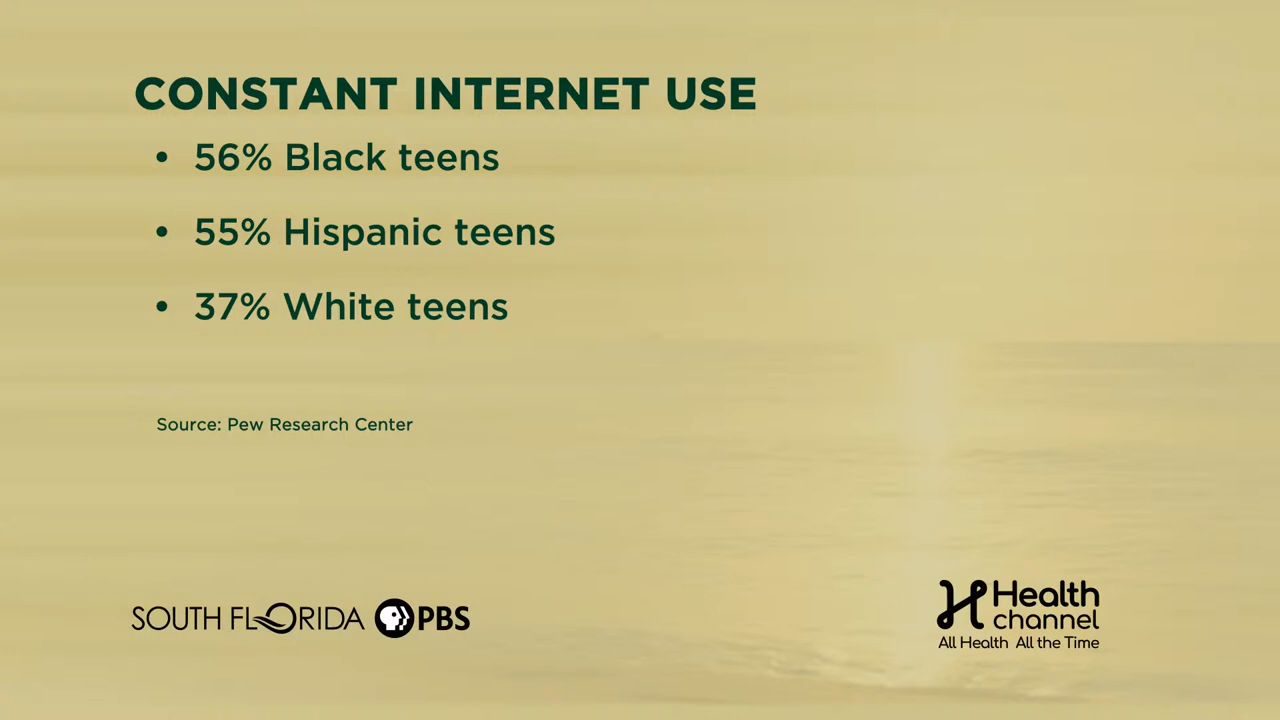 CONSTANT INTERNET USE
• 56% Black teens
• 55% Hispanic teens
• 37% White teens
Source: Pew Research Center
SOUTH FLORIDA PBS
Health
channel
All Health All the Time